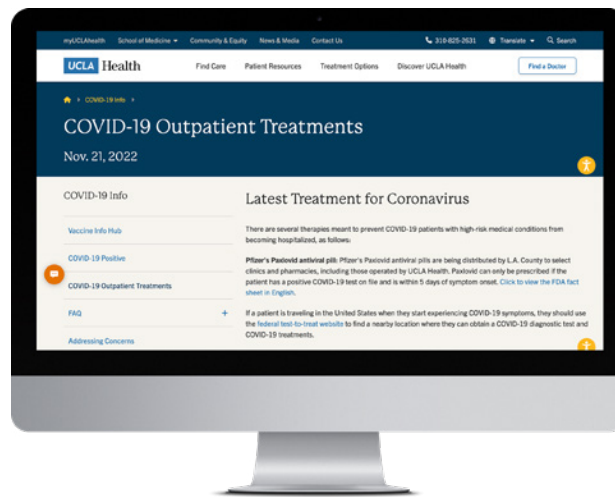 myUCLAhealth School of Medicine Community & Equity News & Media Contact Us 310-825-2631 Translate Search
UCLA Health Find Care Patient Resources Treatment Options Discover UCLA Health Find a Doctor
COVID-19 Info
COVID-19 Outpatient Treatments
Nov. 21, 2022
COVID-19 Info
Vaccine Info Hub
COVID-19 Positive
COVID-19 Outpatient Treatments
FAQ +
Addressing Concerns
Latest Treatment for Coronavirus
There are several therapies meant to prevent COVID-19 patients with high-risk medical conditions from
becoming hospitalized, as follows:
Pfizer's Paxlovid antiviral pill: Pfizer's Paxlovid antiviral pills are being distributed by L.A. County to select
clinics and pharmacies, including those operated by UCLA Health. Paxlovid can only be prescribed if the
patient has a positive COVID-19 test on file and is within 5 days of symptom onset. Click to view the FDA fact
sheet in English.
If a patient is traveling in the United States when they start experiencing COVID-19 symptoms, they should use
the federal test-to-treat website to find a nearby location where they can obtain a COVID-19 diagnostic test and
COVID-19 treatments.